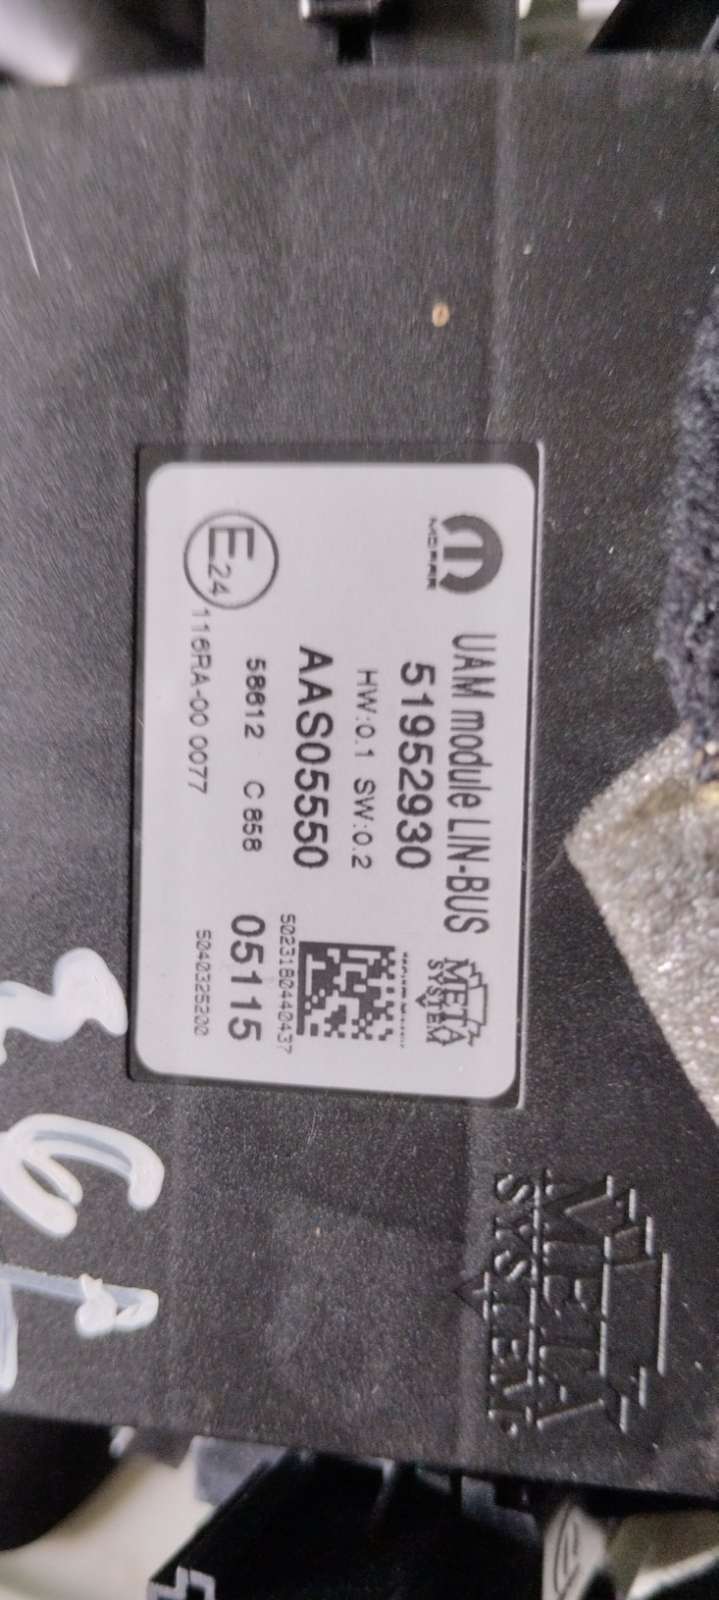 MOPAR
UAM module LIN-BUS
META
SYSTEM
51952930
HW:0.1 SW:0.2
AAS05550
58612 C 858
5023180440437
05115
E24
116RA-00 0077
5040325200
META
SYSTEM